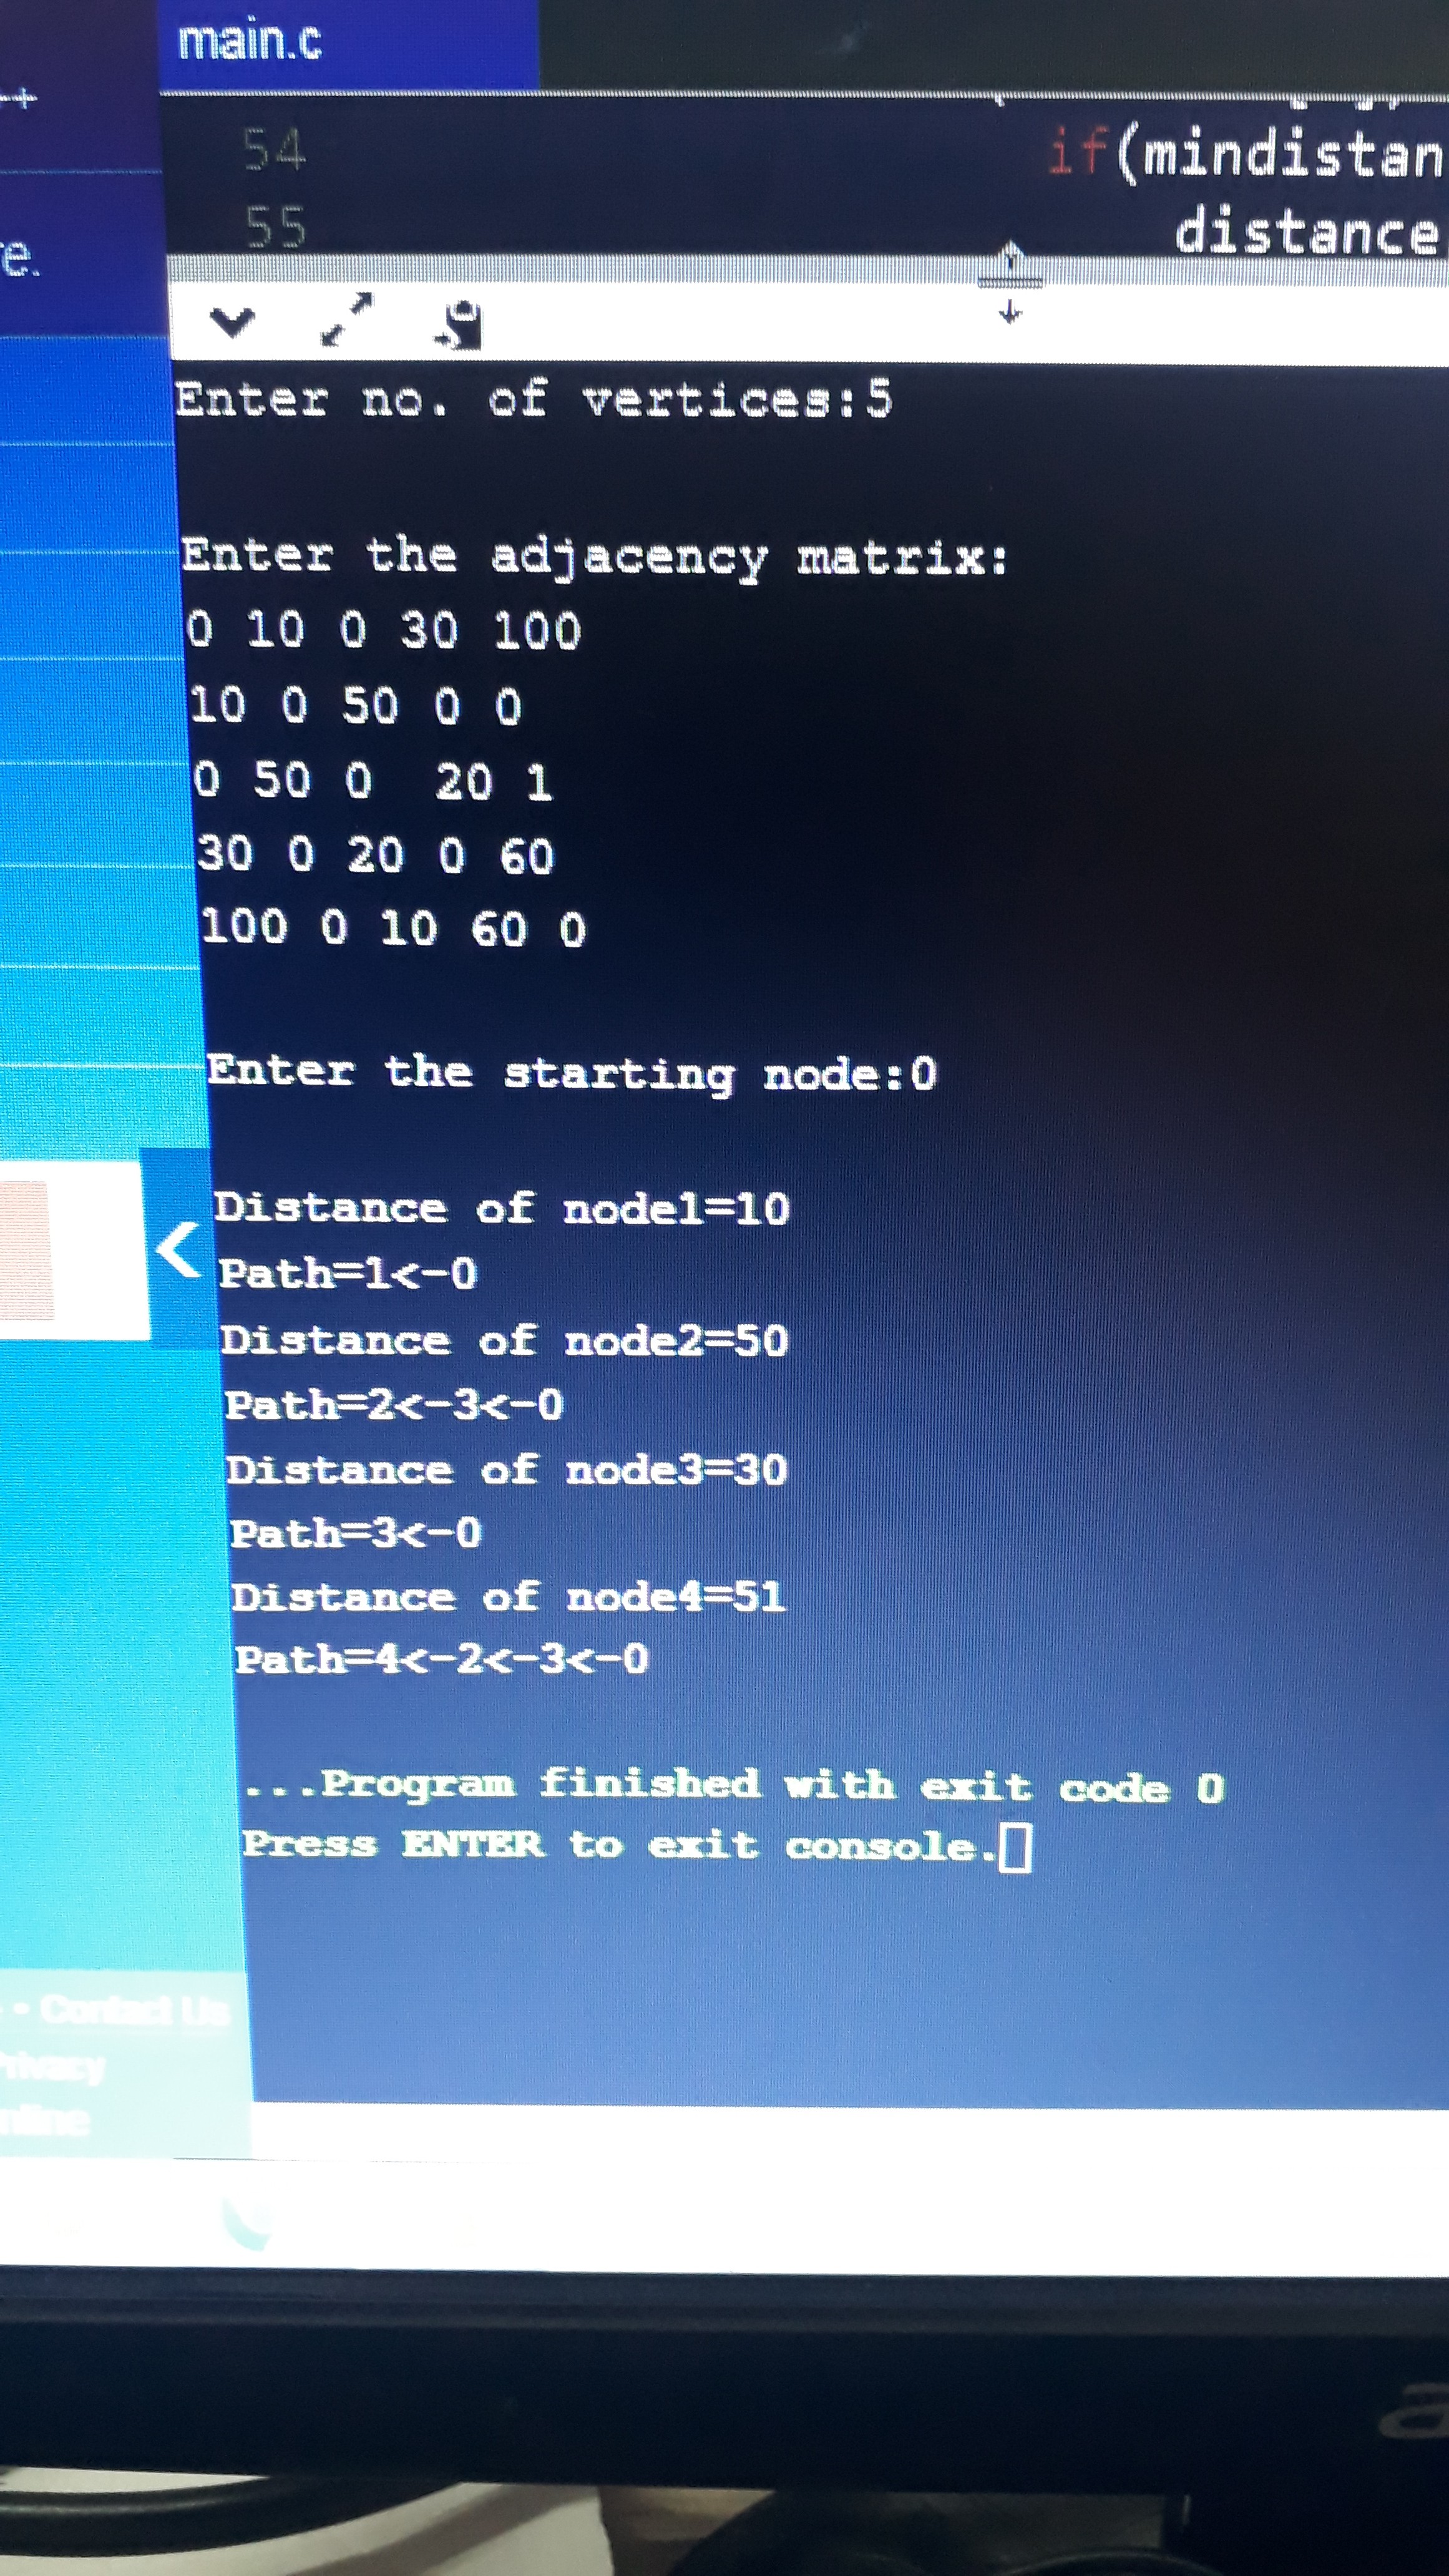 main.c
++
54 if(mindistan
re.
55 distance
Enter no. of vertices:5
Enter the adjacency matrix:
0 10 0 30 100
10 0 50 0 0
0 50 0  20 1
30 0 20 0 60
100 0 10 60 0
Enter the starting node:0
Distance of node1=10
Path=1<-0
Distance of node2=50
Path=2<-3<-0
Distance of node3=30
Path=3<-0
Distance of node4=51
Path=4<-2<-3<-0
...Program finished with exit code 0
Press ENTER to exit console.
- Contact Us
Privacy
nline
a